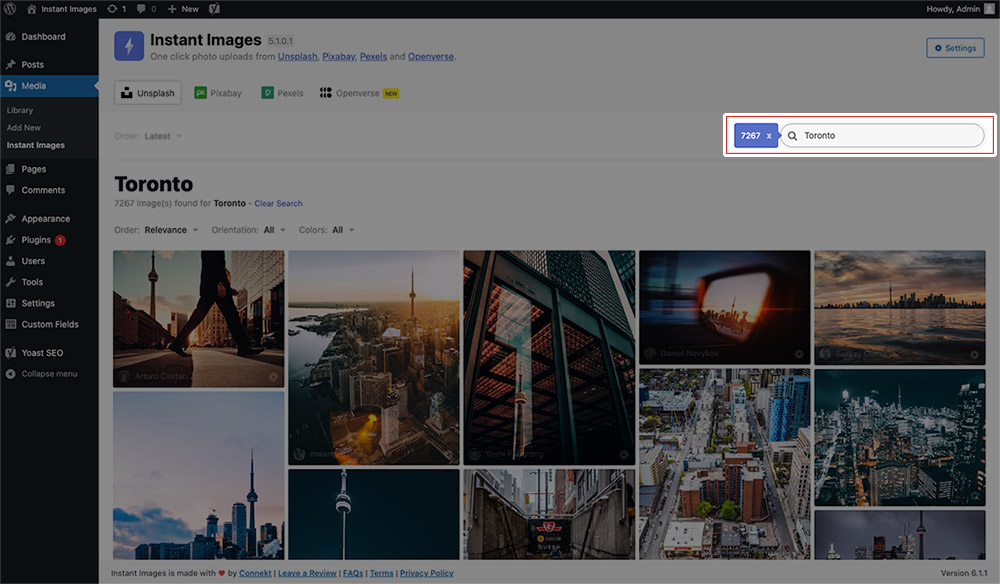 Instant Images 1 0 New Howdy, Admin
Dashboard
Posts
Media
Library
Add New
Instant Images
Pages
Comments
Appearance
Plugins 1
Users
Tools
Settings
Custom Fields
Yoast SEO
Collapse menu
Instant Images 5.1.0.1
One click photo uploads from Unsplash, Pixabay, Pexels and Openverse.
Settings
Unsplash Pixabay Pexels Openverse NEW
Order: Latest
7267 x Toronto
Toronto
7267 image(s) found for Toronto - Clear Search
Order: Relevance Orientation: All Colors: All
Daniel Novykov
QUEEN
Instant Images is made with ♥ by Connekt | Leave a Review | FAQs | Terms | Privacy Policy
Version 6.1.1